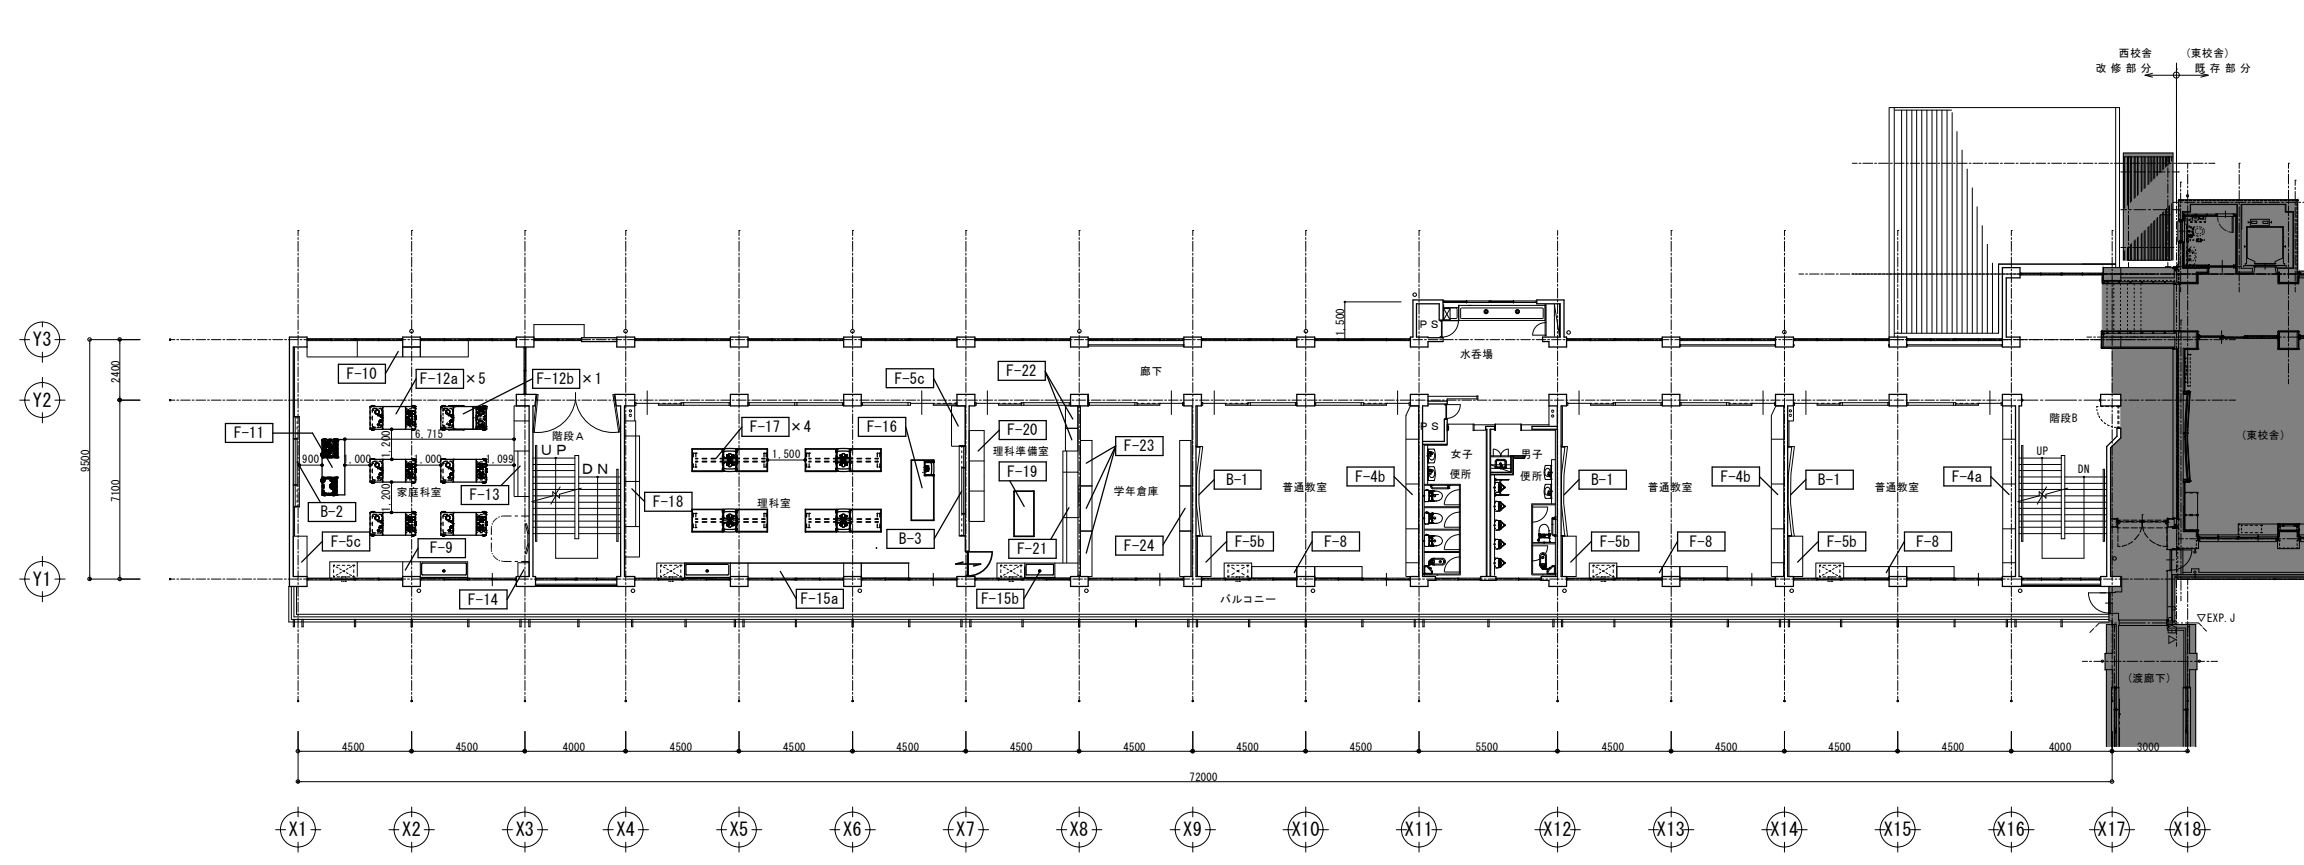 西校舎 (東校舎)
改修部分 既存部分
1,500
PS
水呑場
Y3
Y2
Y1
2400
9500
7100
廊下
F-10
F-12a ×5
F-12b ×1
F-5c
F-22
F-11
6,715
1,200
900
1,000
1,000
1,099
1,200
家庭科室
F-13
B-2
F-5c
F-9
F-14
階段A
UP
DN
F-17 ×4
F-16
1,500
F-18
理科室
B-3
F-15a
F-20
理科準備室
F-19
F-21
F-15b
F-23
学年倉庫
F-24
B-1
普通教室
F-4b
F-5b
F-8
PS
女子
便所
男子
便所
B-1
普通教室
F-4b
F-5b
F-8
B-1
普通教室
F-4a
F-5b
F-8
階段B
UP
DN
(東校舎)
バルコニー
▽EXP.J
(渡廊下)
4500 4500 4000 4500 4500 4500 4500 4500 4500 4500 5500 4500 4500 4500 4500 4000 3000
72000
X1 X2 X3 X4 X5 X6 X7 X8 X9 X10 X11 X12 X13 X14 X15 X16 X17 X18